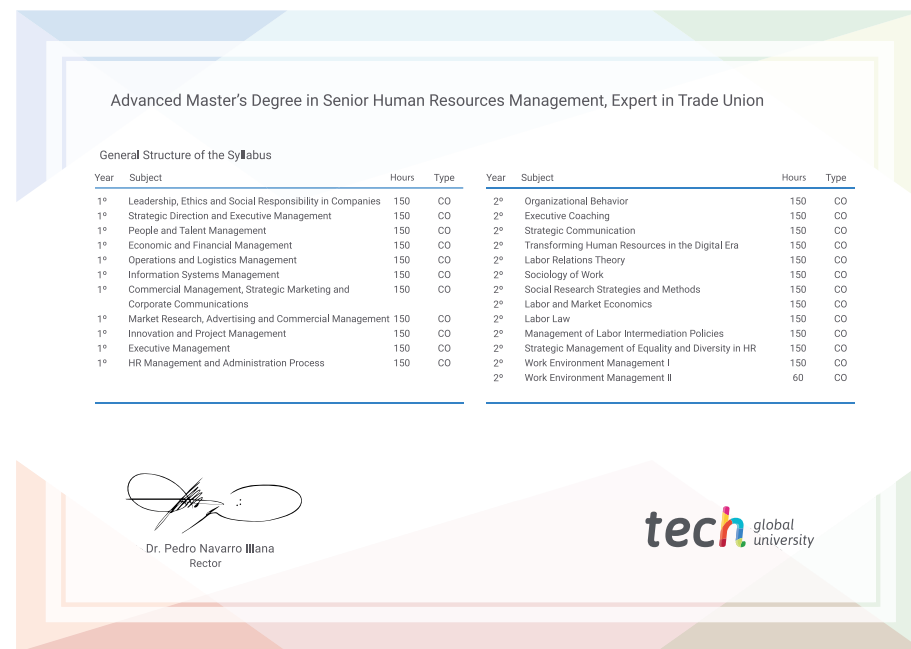 Advanced Master's Degree in Senior Human Resources Management, Expert in Trade Union
General Structure of the Syllabus
Year Subject Hours Type
1º Leadership, Ethics and Social Responsibility in Companies 150 CO
1º Strategic Direction and Executive Management 150 CO
1º People and Talent Management 150 CO
1º Economic and Financial Management 150 CO
1º Operations and Logistics Management 150 CO
1º Information Systems Management 150 CO
1º Commercial Management, Strategic Marketing and 150 CO
Corporate Communications
1º Market Research, Advertising and Commercial Management 150 CO
1º Innovation and Project Management 150 CO
1º Executive Management 150 CO
1º HR Management and Administration Process 150 CO
Year Subject Hours Type
2º Organizational Behavior 150 CO
2º Executive Coaching 150 CO
2º Strategic Communication 150 CO
2º Transforming Human Resources in the Digital Era 150 CO
2º Labor Relations Theory 150 CO
2º Sociology of Work 150 CO
2º Social Research Strategies and Methods 150 CO
2º Labor and Market Economics 150 CO
2º Labor Law 150 CO
2º Management of Labor Intermediation Policies 150 CO
2º Strategic Management of Equality and Diversity in HR 150 CO
2º Work Environment Management I 150 CO
2º Work Environment Management II 60 CO
Dr. Pedro Navarro Illana
Rector
tech global
university